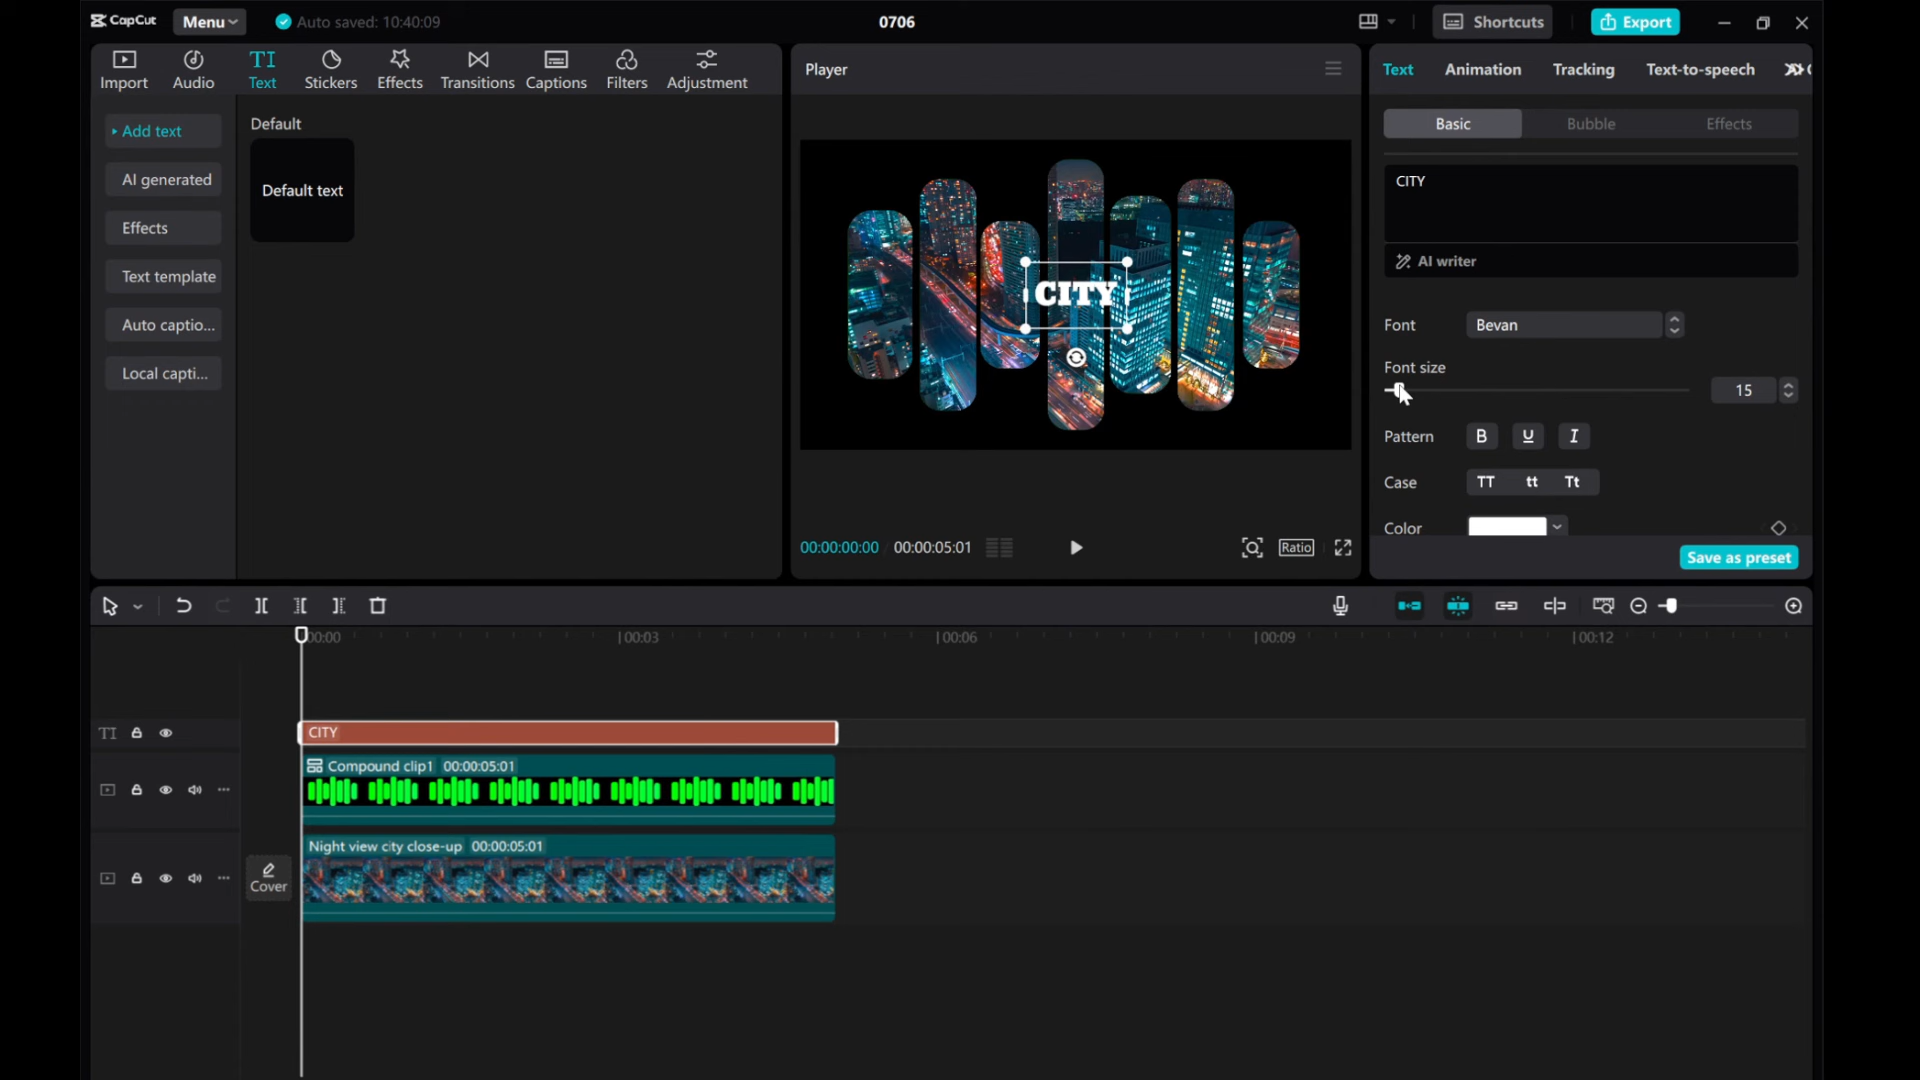 CapCut
Menu
Auto saved: 10:40:09
0706
Shortcuts
Export
Import
Audio
TI
Text
Stickers
Effects
Transitions
Captions
Filters
Adjustment
Player
Text
Animation
Tracking
Text-to-speech
Add text
AI generated
Effects
Text template
Auto captio...
Local capti...
Default
Default text
CITY
00:00:00:00
00:00:05:01
Ratio
Basic
Bubble
Effects
CITY
AI writer
Font
Bevan
Font size
15
Pattern
B
U
I
Case
TT
tt
Tt
Color
Save as preset
00:00
00:03
00:06
00:09
00:12
TI
CITY
Compound clip1 00:00:05:01
Cover
Night view city close-up 00:00:05:01